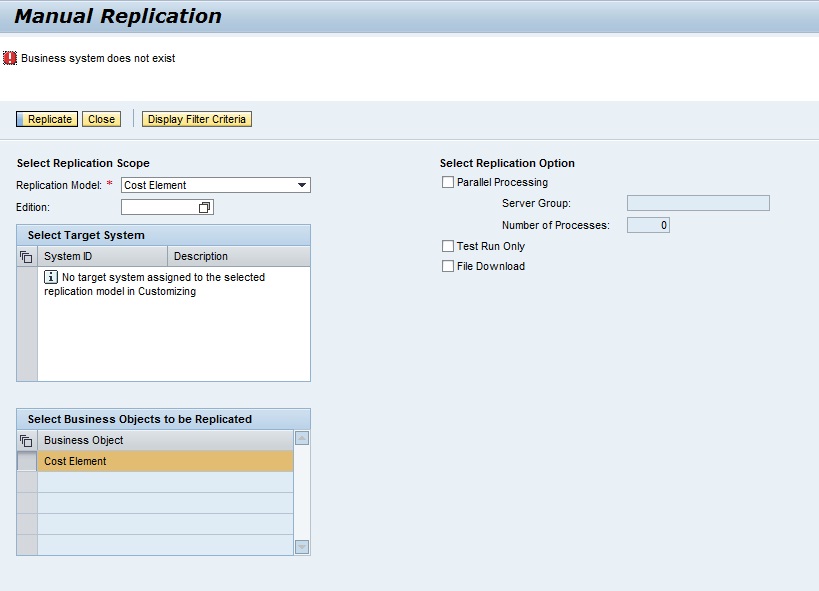 Manual Replication
Business system does not exist
Replicate Close Display Filter Criteria
Select Replication Scope
Replication Model: * Cost Element
Edition:
Select Target System
System ID Description
No target system assigned to the selected
replication model in Customizing
Select Business Objects to be Replicated
Business Object
Cost Element
Select Replication Option
Parallel Processing
Server Group:
Number of Processes: 0
Test Run Only
File Download